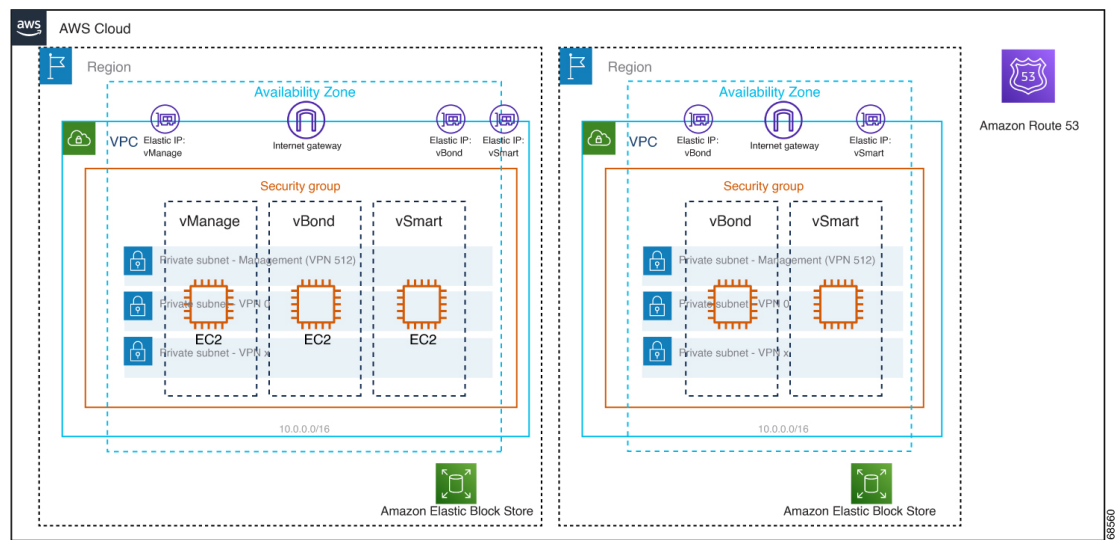 aws
AWS Cloud
Region
Availability Zone
VPC
Elastic IP:
vManage
Internet gateway
Elastic IP:
vBond
Elastic IP:
vSmart
Security group
vManage
vBond
vSmart
Private subnet - Management (VPN 512)
Private subnet - VPN 0
EC2
EC2
EC2
Private subnet - VPN x
10.0.0.0/16
Amazon Elastic Block Store
Region
Availability Zone
VPC
Elastic IP:
vBond
Internet gateway
Elastic IP:
vSmart
Security group
vBond
vSmart
Private subnet - Management (VPN 512)
Private subnet - VPN 0
Private subnet - VPN x
10.0.0.0/16
Amazon Elastic Block Store
53
Amazon Route 53